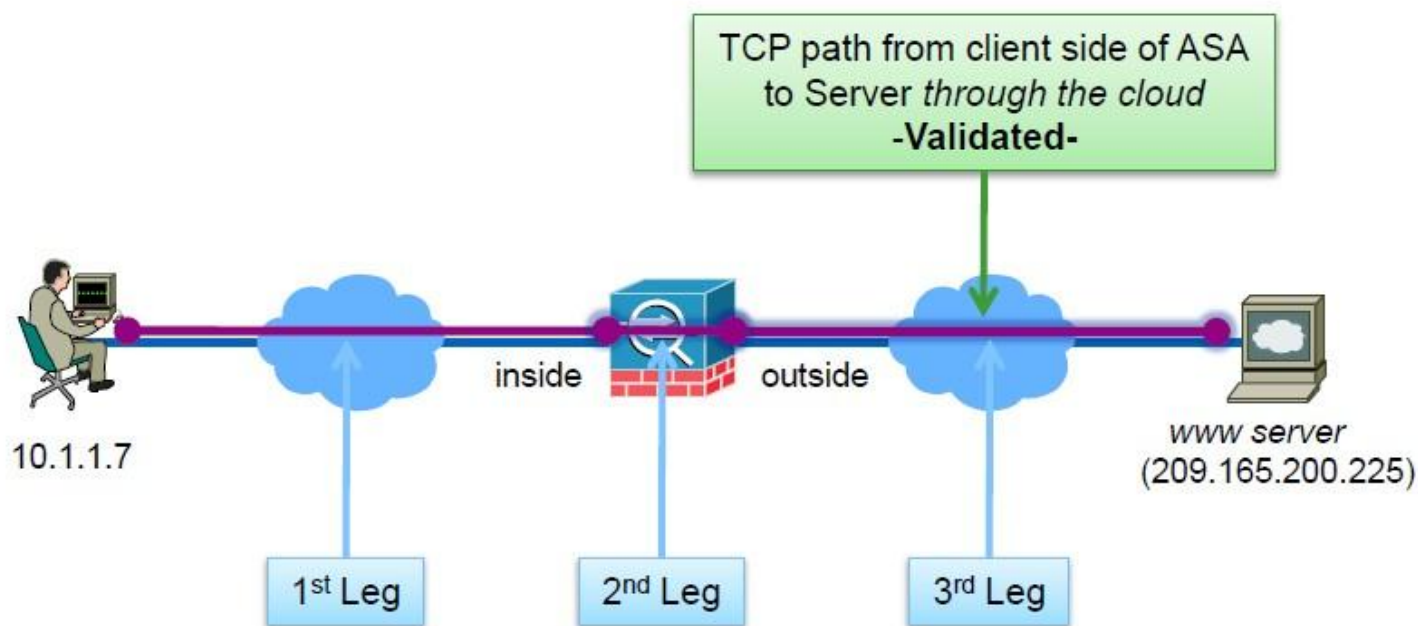 TCP path from client side of ASA
to Server through the cloud
-Validated-
inside
outside
10.1.1.7
www server
(209.165.200.225)
1st Leg
2nd Leg
3rd Leg